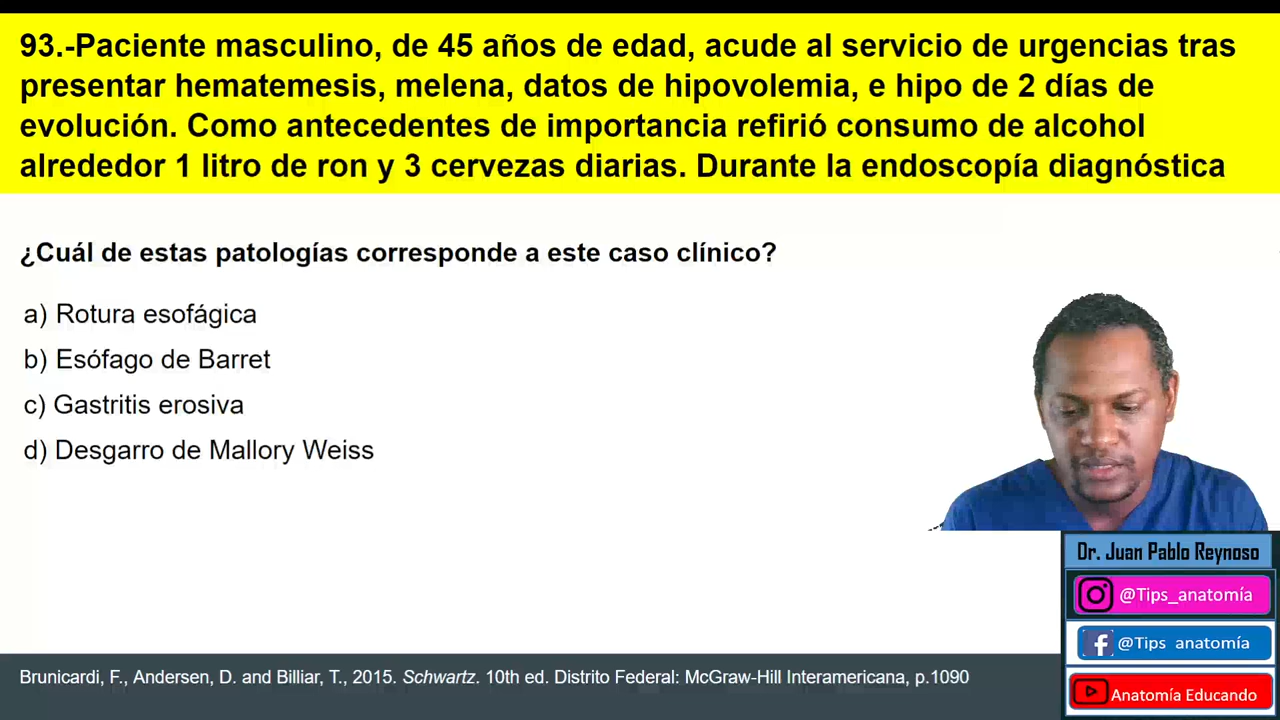 93.-Paciente masculino, de 45 años de edad, acude al servicio de urgencias tras
presentar hematemesis, melena, datos de hipovolemia, e hipo de 2 días de
evolución. Como antecedentes de importancia refirió consumo de alcohol
alrededor 1 litro de ron y 3 cervezas diarias. Durante la endoscopía diagnóstica
¿Cuál de estas patologías corresponde a este caso clínico?
a) Rotura esofágica
b) Esófago de Barret
c) Gastritis erosiva
d) Desgarro de Mallory Weiss
Dr. Juan Pablo Reynoso
@Tips_anatomía
@Tips anatomía
Anatomía Educando
Brunicardi, F., Andersen, D. and Billiar, T., 2015. Schwartz. 10th ed. Distrito Federal: McGraw-Hill Interamericana, p.1090